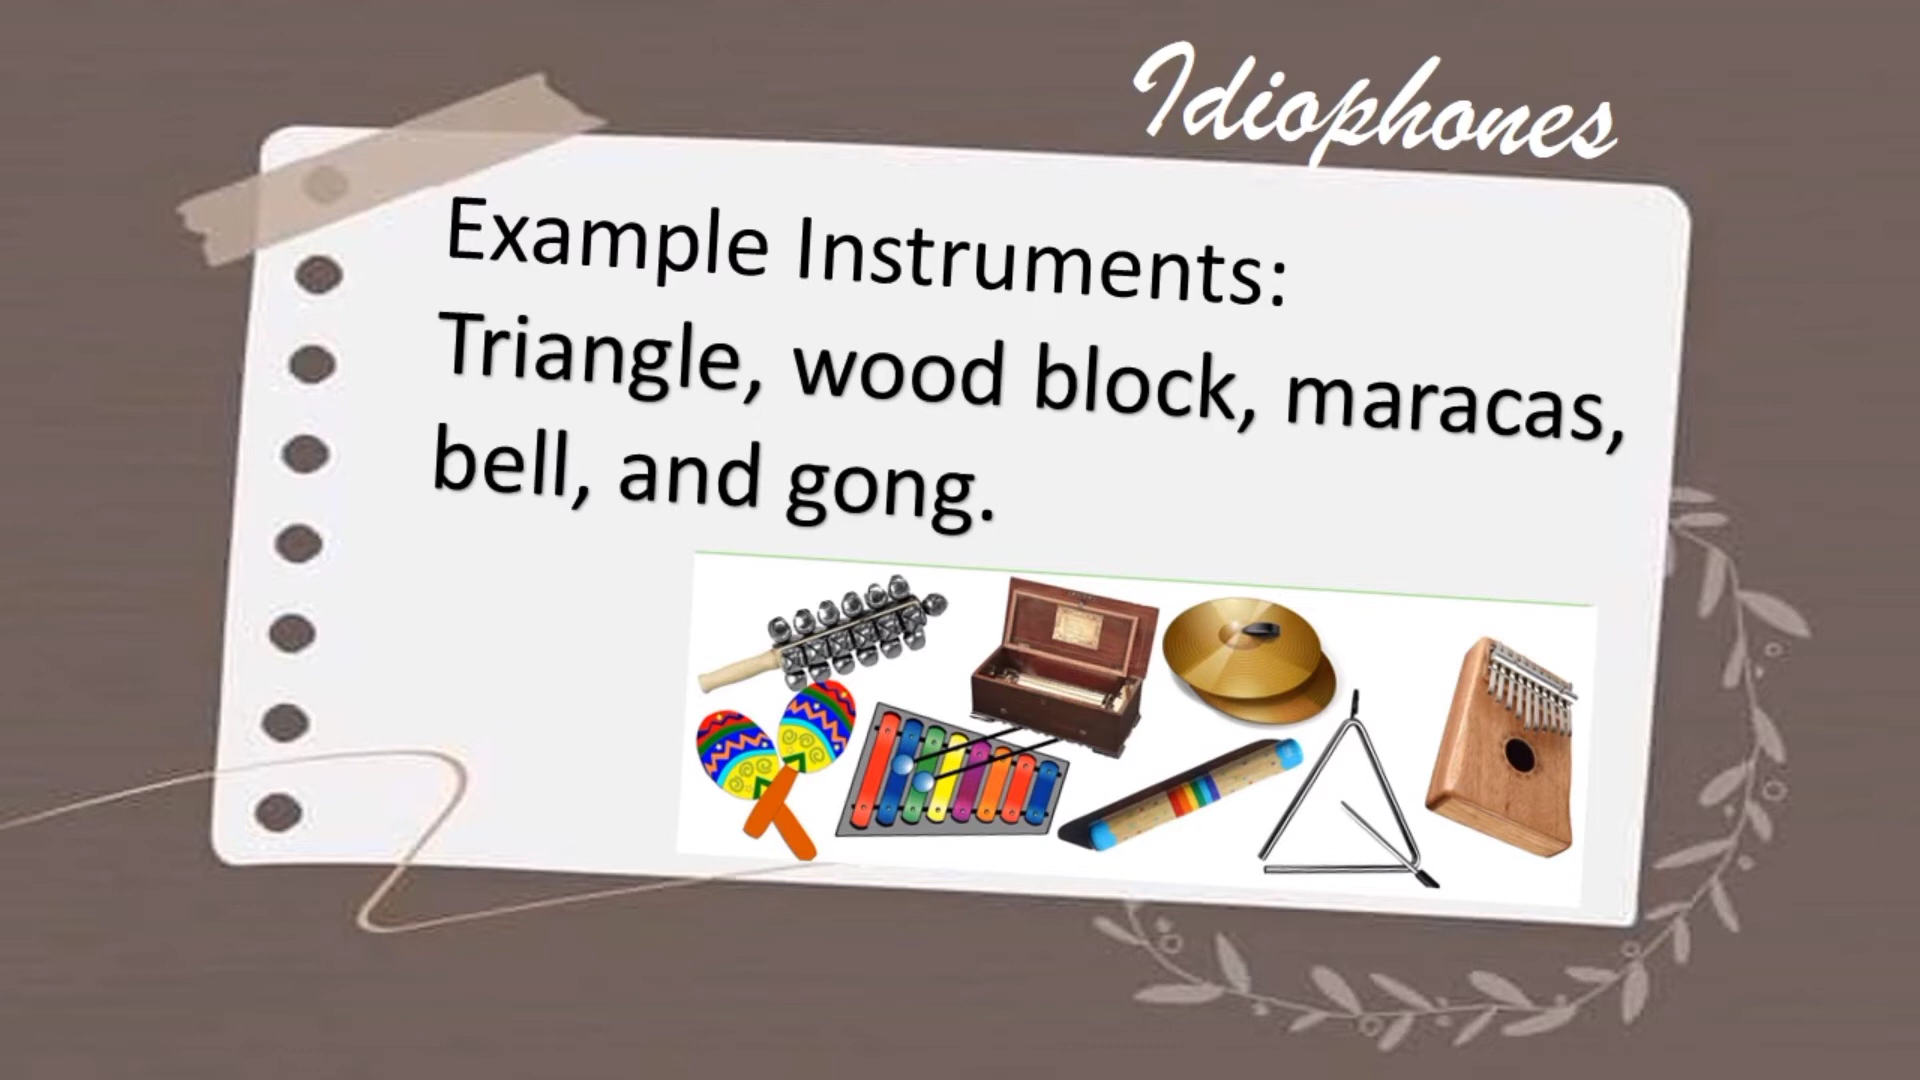 Idiophones
Example Instruments:
Triangle, wood block, maracas,
bell, and gong.